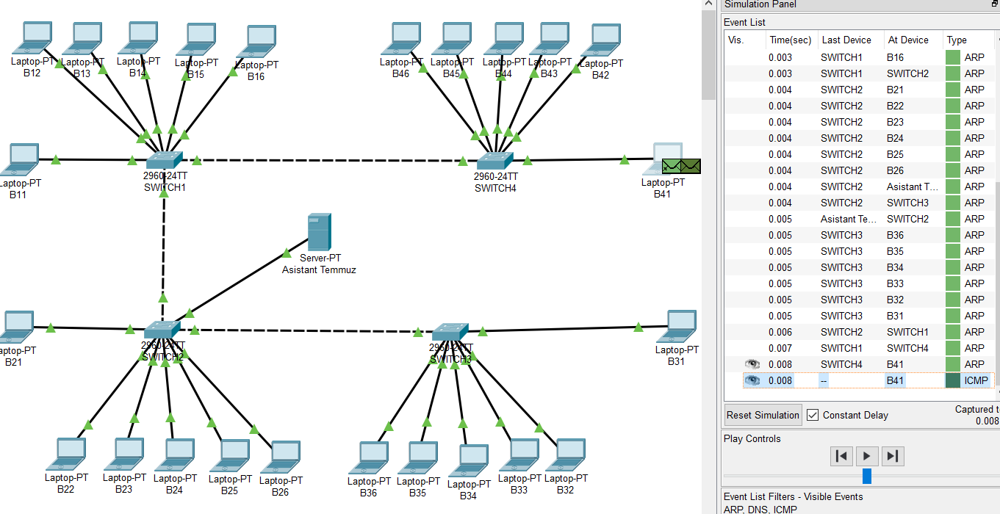 Laptop-PT
B12
Laptop-PT
B13
Laptop-PT
B14
Laptop-PT
B15
Laptop-PT
B16
Laptop-PT
B46
Laptop-PT
B45
Laptop-PT
B44
Laptop-PT
B43
Laptop-PT
B42
Laptop-PT
B11
2960-24TT
SWITCH1
2960-24TT
SWITCH4
Laptop-PT
B41
Server-PT
Asistant Temmuz
aptop-PT
B21
2960-24TT
SWITCH2
2960-24TT
SWITCH3
Laptop-PT
B31
Laptop-PT
B22
Laptop-PT
B23
Laptop-PT
B24
Laptop-PT
B25
Laptop-PT
B26
Laptop-PT
B36
Laptop-PT
B35
Laptop-PT
B34
Laptop-PT
B33
Laptop-PT
B32
Simulation Panel
Event List
Vis. Time(sec) Last Device At Device Type
0.003 SWITCH1 B16 ARP
0.003 SWITCH1 SWITCH2 ARP
0.004 SWITCH2 B21 ARP
0.004 SWITCH2 B22 ARP
0.004 SWITCH2 B23 ARP
0.004 SWITCH2 B24 ARP
0.004 SWITCH2 B25 ARP
0.004 SWITCH2 B26 ARP
0.004 SWITCH2 Asistant T... ARP
0.004 SWITCH2 SWITCH3 ARP
0.005 Asistant Te... SWITCH2 ARP
0.005 SWITCH3 B36 ARP
0.005 SWITCH3 B35 ARP
0.005 SWITCH3 B34 ARP
0.005 SWITCH3 B33 ARP
0.005 SWITCH3 B32 ARP
0.005 SWITCH3 B31 ARP
0.006 SWITCH2 SWITCH1 ARP
0.007 SWITCH1 SWITCH4 ARP
0.008 SWITCH4 B41 ARP
0.008 -- B41 ICMP
Reset Simulation Constant Delay
Captured t
0.008
Play Controls
Event List Filters - Visible Events
ARP, DNS, ICMP